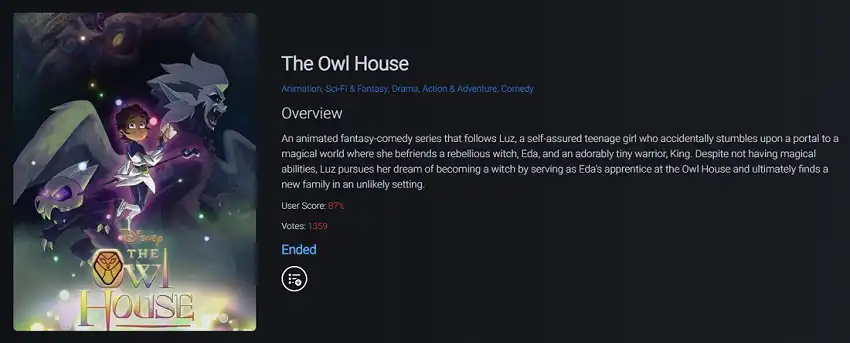 The Owl House
Animation, Sci-Fi & Fantasy, Drama, Action & Adventure, Comedy
Overview
An animated fantasy-comedy series that follows Luz, a self-assured teenage girl who accidentally stumbles upon a portal to a
magical world where she befriends a rebellious witch, Eda, and an adorably tiny warrior, King. Despite not having magical
abilities, Luz pursues her dream of becoming a witch by serving as Eda's apprentice at the Owl House and ultimately finds a
new family in an unlikely setting.
User Score: 87%
Votes: 1359
Ended
Disney
THE
OWL
HOUSE